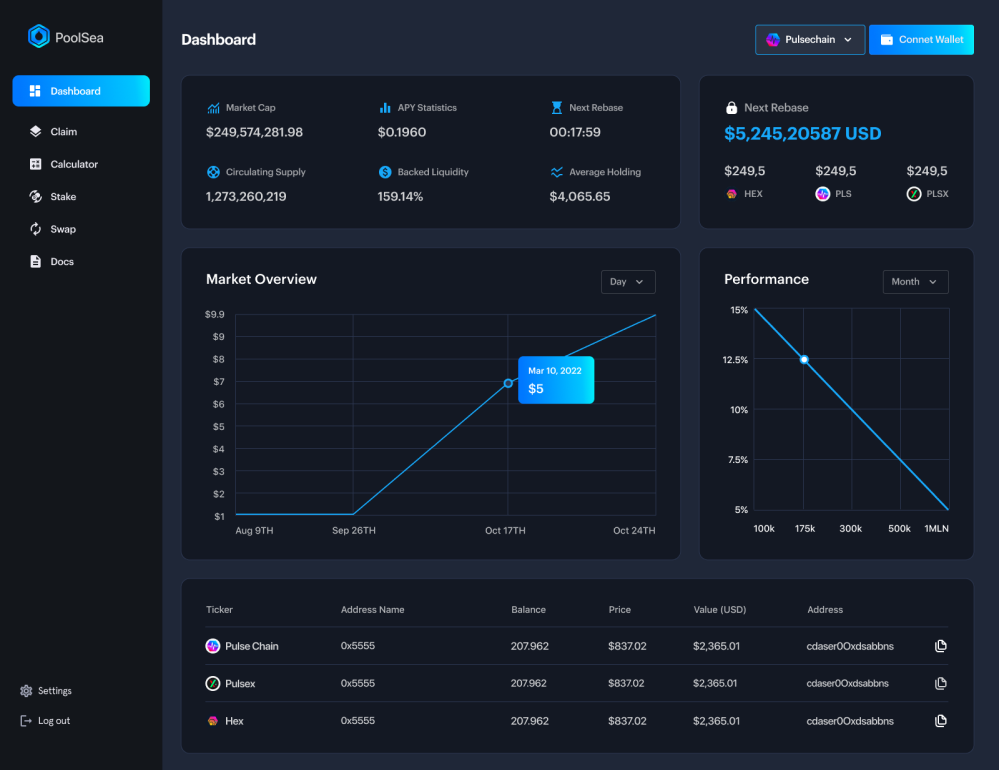 PoolSea
Dashboard
Claim
Calculator
Stake
Swap
Docs
Settings
Log out
Dashboard
Pulsechain
Connet Wallet
Market Cap
$249,574,281.98
APY Statistics
$0.1960
Next Rebase
00:17:59
Circulating Supply
1,273,260,219
Backed Liquidity
159.14%
Average Holding
$4,065.65
Next Rebase
$5,245,20587 USD
$249,5 $249,5 $249,5
HEX PLS PLSX
Market Overview
Day
$9.9
$9
$8
$7
$6
$5
$4
$3
$2
$1
Mar 10, 2022
$5
Aug 9TH Sep 26TH Oct 17TH Oct 24TH
Performance
Month
15%
12.5%
10%
7.5%
5%
100k 175k 300k 500k 1MLN
Ticker Address Name Balance Price Value (USD) Address
Pulse Chain 0x5555 207.962 $837.02 $2,365.01 cdaser0Oxdsabbns
Pulsex 0x5555 207.962 $837.02 $2,365.01 cdaser0Oxdsabbns
Hex 0x5555 207.962 $837.02 $2,365.01 cdaser0Oxdsabbns